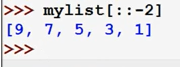 >>> mylist[::-2]
[9, 7, 5, 3, 1]
>>>